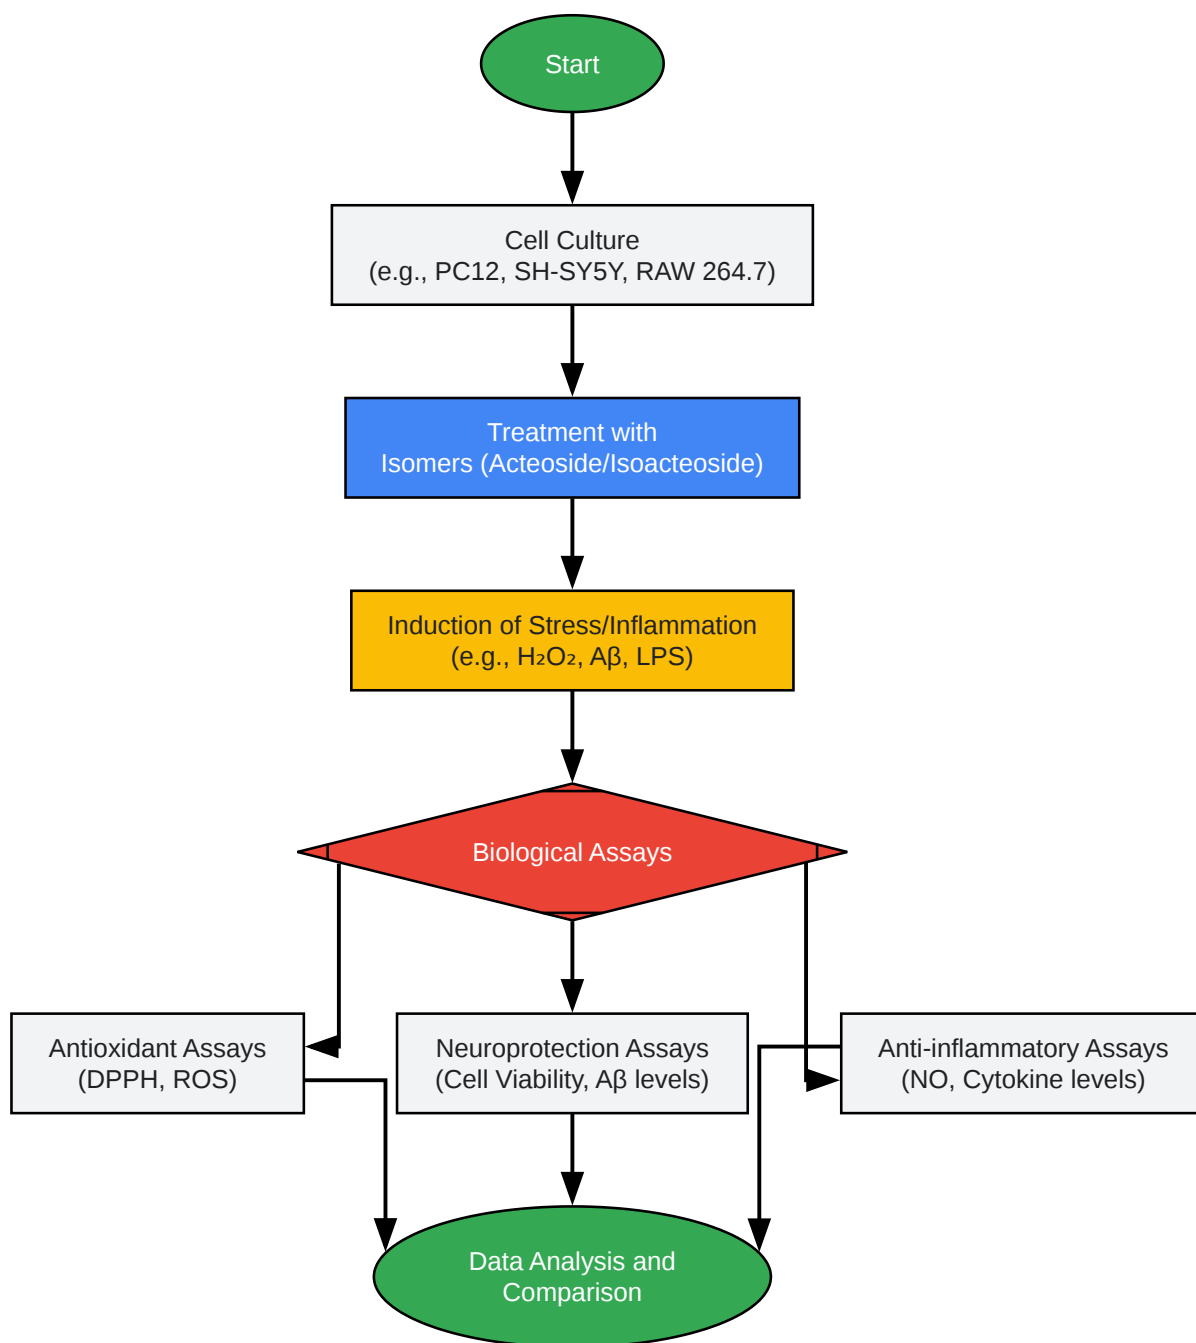 Start
Cell Culture
(e.g., PC12, SH-SY5Y, RAW 264.7)
Treatment with
Isomers (Acteoside/Isoacteoside)
Induction of Stress/Inflammation
(e.g., H₂O₂, Aβ, LPS)
Biological Assays
Antioxidant Assays
(DPPH, ROS)
Neuroprotection Assays
(Cell Viability, Aβ levels)
Anti-inflammatory Assays
(NO, Cytokine levels)
Data Analysis and
Comparison